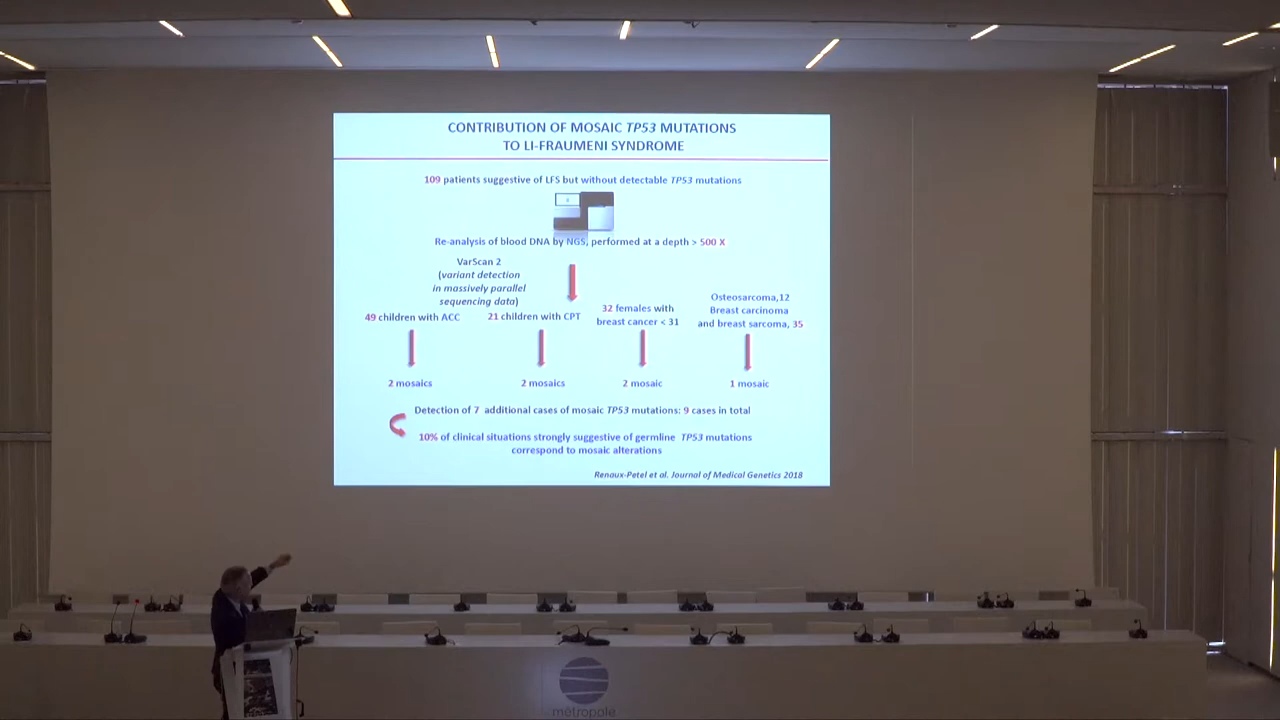 CONTRIBUTION OF MOSAIC TP53 MUTATIONS
TO LI-FRAUMENI SYNDROME
109 patients suggestive of LFS but without detectable TP53 mutations
Re-analysis of blood DNA by NGS, performed at a depth > 500 X
VarScan 2
(variant detection
in massively parallel
sequencing data)
49 children with ACC
21 children with CPT
32 females with
breast cancer < 31
Osteosarcoma,12
Breast carcinoma
and breast sarcoma, 35
2 mosaics
2 mosaics
2 mosaic
1 mosaic
Detection of 7 additional cases of mosaic TP53 mutations: 9 cases in total
10% of clinical situations strongly suggestive of germline TP53 mutations
correspond to mosaic alterations
Renaux-Petel et al. Journal of Medical Genetics 2018
métropole